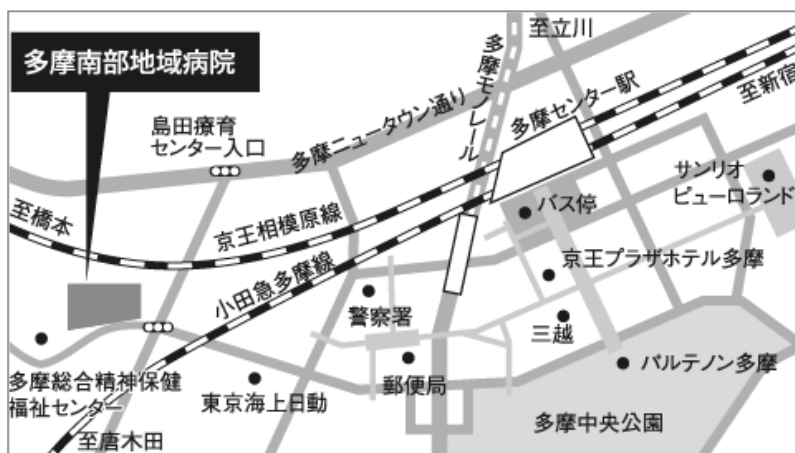 多摩南部地域病院
至立川
多摩モノレール
多摩センター駅
至新宿
島田療育
センター入口
多摩ニュータウン通り
サンリオ
ピューロランド
バス停
至橋本
京王相模原線
小田急多摩線
京王プラザホテル多摩
警察署
三越
多摩総合精神保健
福祉センター
東京海上日動
郵便局
パルテノン多摩
至唐木田
多摩中央公園